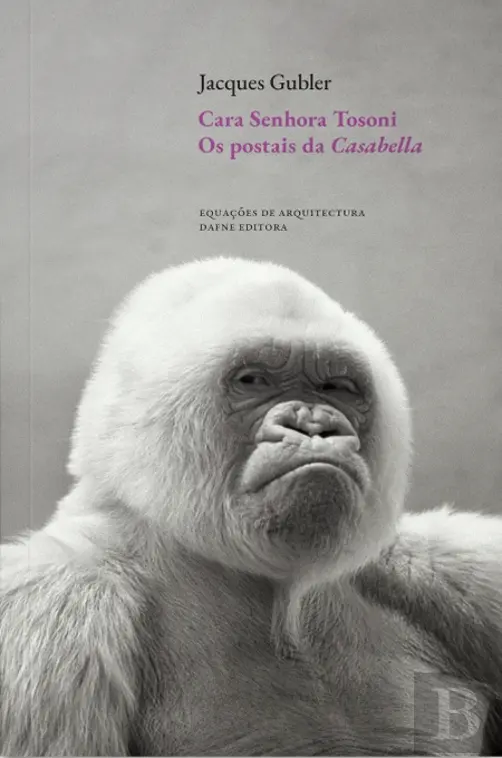 Jacques Gubler
Cara Senhora Tosoni
Os postais da Casabella
EQUAÇÕES DE ARQUITECTURA
DAFNE EDITORA
B